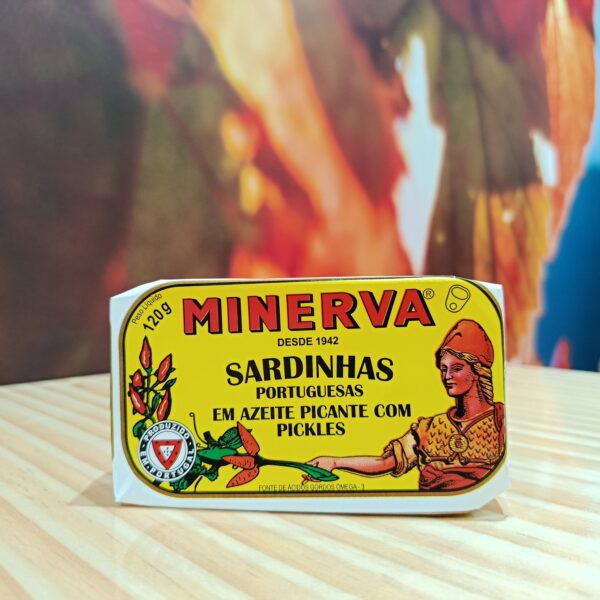 Peso Líquido
120g
MINERVA®
DESDE 1942
SARDINHAS
PORTUGUESAS
EM AZEITE PICANTE COM
PICKLES
PRODUZIDO
EM PORTUGAL
FONTE DE ÁCIDOS GORDOS ÓMEGA - 3